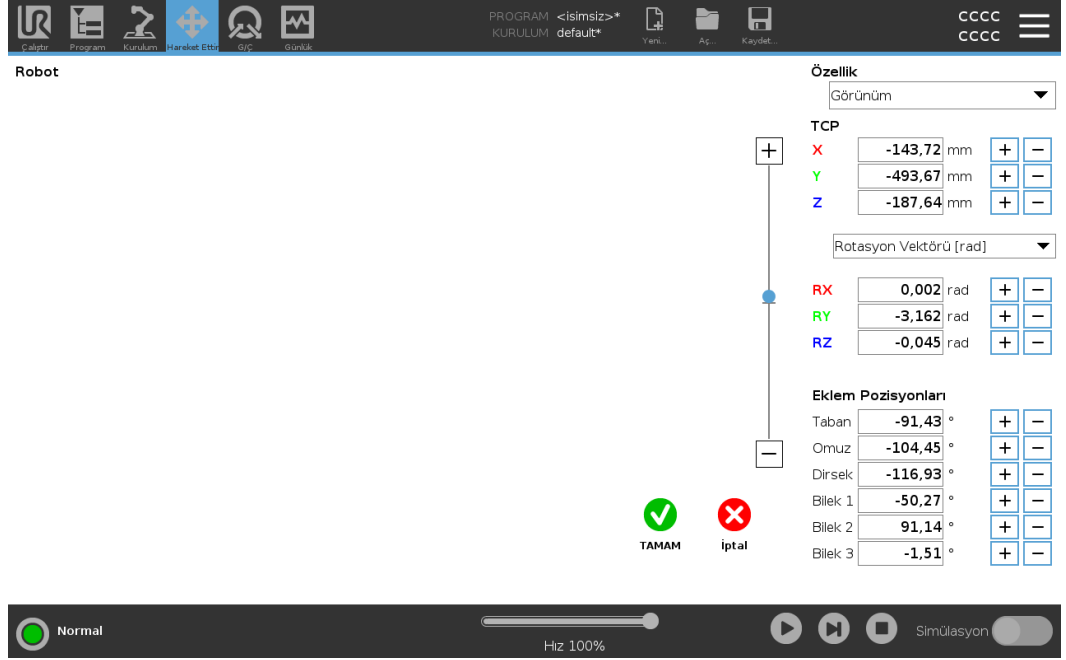 PROGRAM <isimsiz>*
KURULUM default*
Çalıştır Program Kurulum Hareket Ettir G/Ç Günlük
Yeni... Aç... Kaydet...
CCCC
CCCC
Robot
Özellik
Görünüm
TCP
X -143,72 mm + −
Y -493,67 mm + −
Z -187,64 mm + −
Rotasyon Vektörü [rad]
RX 0,002 rad + −
RY -3,162 rad + −
RZ -0,045 rad + −
Eklem Pozisyonları
Taban -91,43 ° + −
Omuz -104,45 ° + −
Dirsek -116,93 ° + −
Bilek 1 -50,27 ° + −
Bilek 2 91,14 ° + −
Bilek 3 -1,51 ° + −
TAMAM İptal
Normal
Hız 100%
Simülasyon